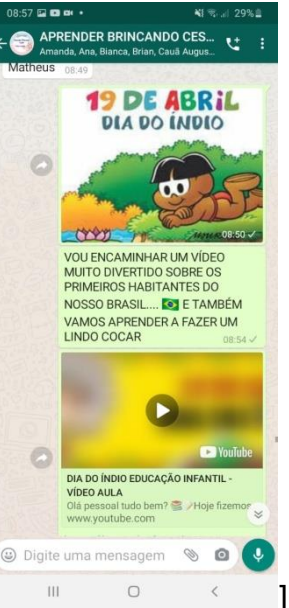 08:57
29%
APRENDER BRINCANDO CES...
Amanda, Ana, Bianca, Brian, Cauã Augus...
Matheus 08:49
19 DE ABRIL
DIA DO ÍNDIO
08:50
VOU ENCAMINHAR UM VÍDEO
MUITO DIVERTIDO SOBRE OS
PRIMEIROS HABITANTES DO
NOSSO BRASIL.... E TAMBÉM
VAMOS APRENDER A FAZER UM
LINDO COCAR
08:54
YouTube
DIA DO ÍNDIO EDUCAÇÃO INFANTIL -
VÍDEO AULA
Olá pessoal tudo bem? Hoje fizemos
www.youtube.com
Digite uma mensagem
]